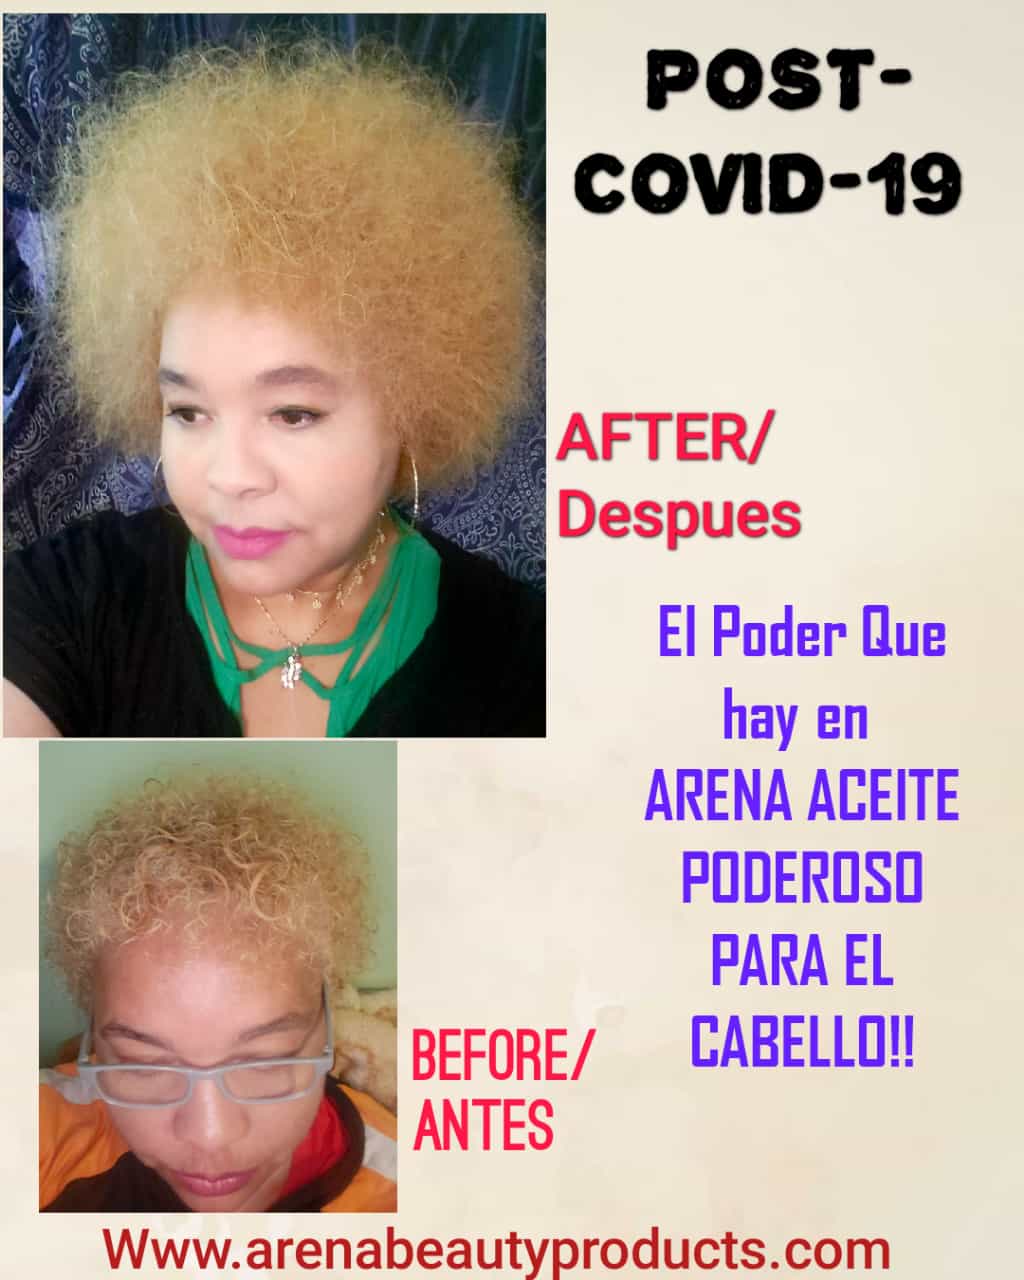 POST-
COVID-19
AFTER/
Despues
El Poder Que
hay en
ARENA ACEITE
PODEROSO
PARA EL
CABELLO!!
BEFORE/
ANTES
Www.arenabeautyproducts.com